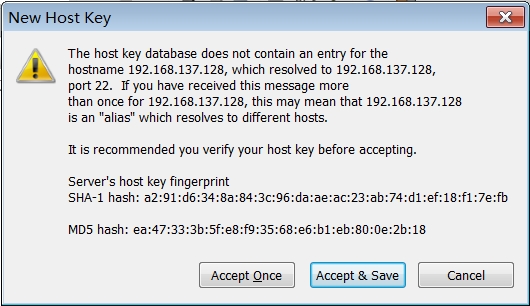 New Host Key
The host key database does not contain an entry for the
hostname 192.168.137.128, which resolved to 192.168.137.128,
port 22.  If you have received this message more
than once for 192.168.137.128, this may mean that 192.168.137.128
is an "alias" which resolves to different hosts.
It is recommended you verify your host key before accepting.
Server's host key fingerprint
SHA-1 hash: a2:91:d6:34:8a:84:3c:96:da:ae:ac:23:ab:74:d1:ef:18:f1:7e:fb
MD5 hash: ea:47:33:3b:5f:e8:f9:35:68:e6:b1:eb:80:0e:2b:18
Accept Once
Accept & Save
Cancel